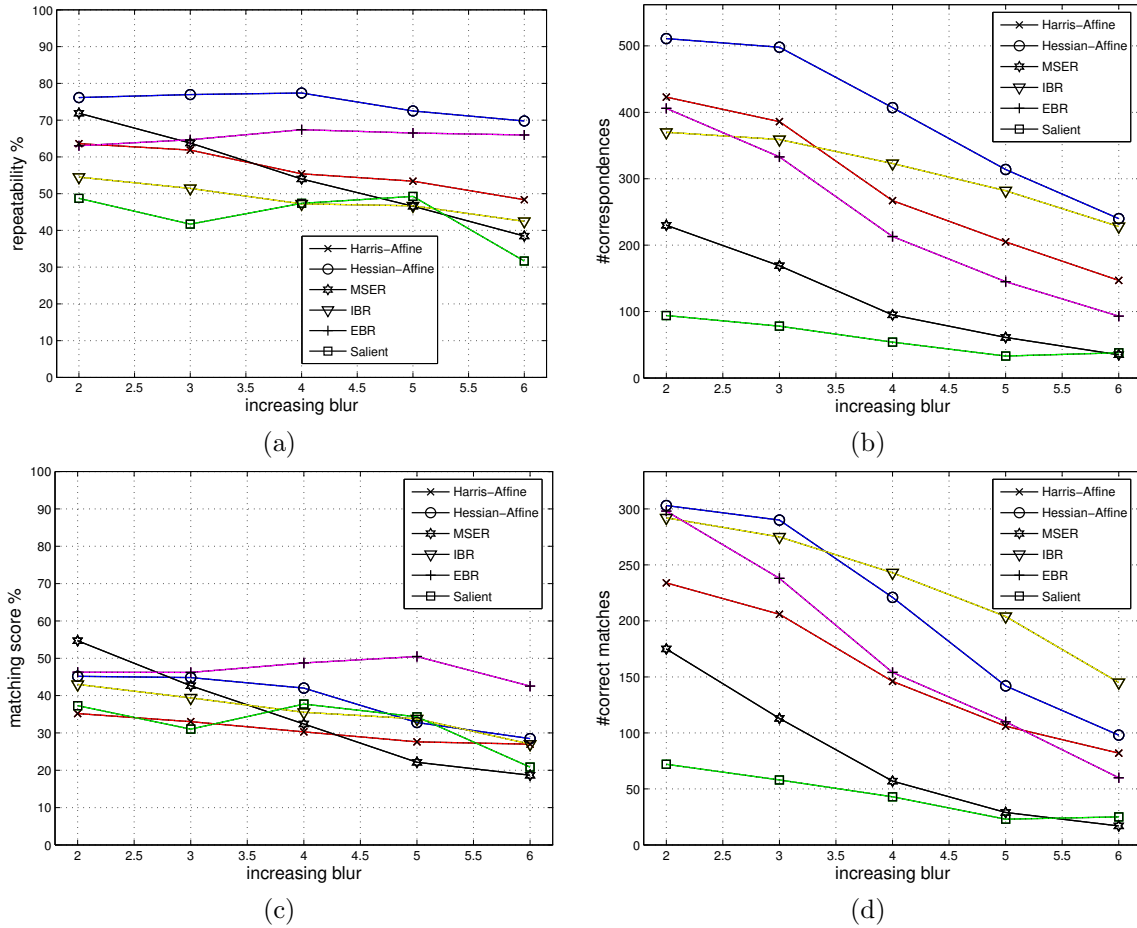 100
90
80
70
60
50
40
30
20
10
0
repeatability %
Harris−Affine
Hessian−Affine
MSER
IBR
EBR
Salient
2 2.5 3 3.5 4 4.5 5 5.5 6
increasing blur
(a)
500
400
300
200
100
0
#correspondences
Harris−Affine
Hessian−Affine
MSER
IBR
EBR
Salient
2 2.5 3 3.5 4 4.5 5 5.5 6
increasing blur
(b)
100
90
80
70
60
50
40
30
20
10
0
matching score %
Harris−Affine
Hessian−Affine
MSER
IBR
EBR
Salient
2 2.5 3 3.5 4 4.5 5 5.5 6
increasing blur
(c)
300
250
200
150
100
50
0
#correct matches
Harris−Affine
Hessian−Affine
MSER
IBR
EBR
Salient
2 2.5 3 3.5 4 4.5 5 5.5 6
increasing blur
(d)